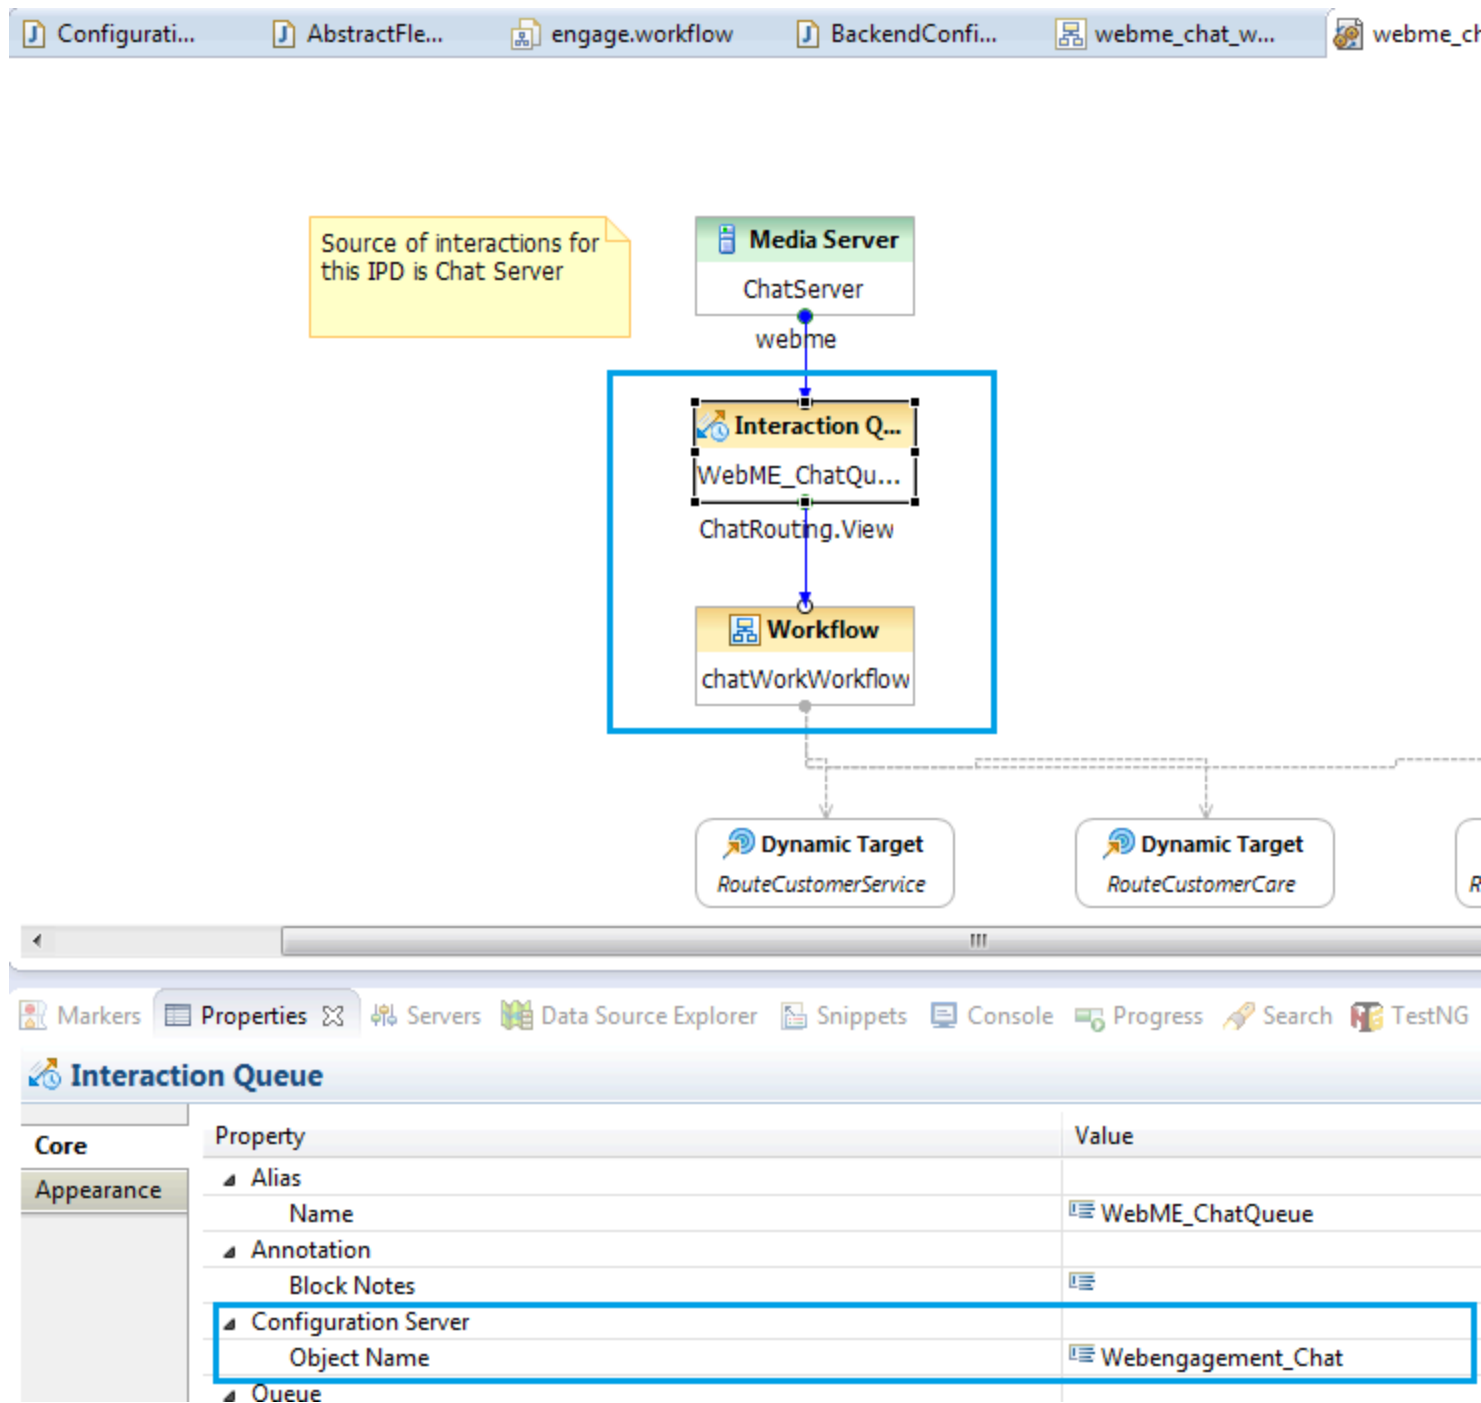 Configurati...
AbstractFle...
engage.workflow
BackendConfi...
webme_chat_w...
webme_ch
Source of interactions for
this IPD is Chat Server
Media Server
ChatServer
webme
Interaction Q...
WebME_ChatQu...
ChatRouting.View
Workflow
chatWorkWorkflow
Dynamic Target
RouteCustomerService
Dynamic Target
RouteCustomerCare
R
Markers
Properties
Servers
Data Source Explorer
Snippets
Console
Progress
Search
TestNG
Interaction Queue
Core
Appearance
Property
Value
Alias
Name
WebME_ChatQueue
Annotation
Block Notes
Configuration Server
Object Name
Webengagement_Chat
Queue